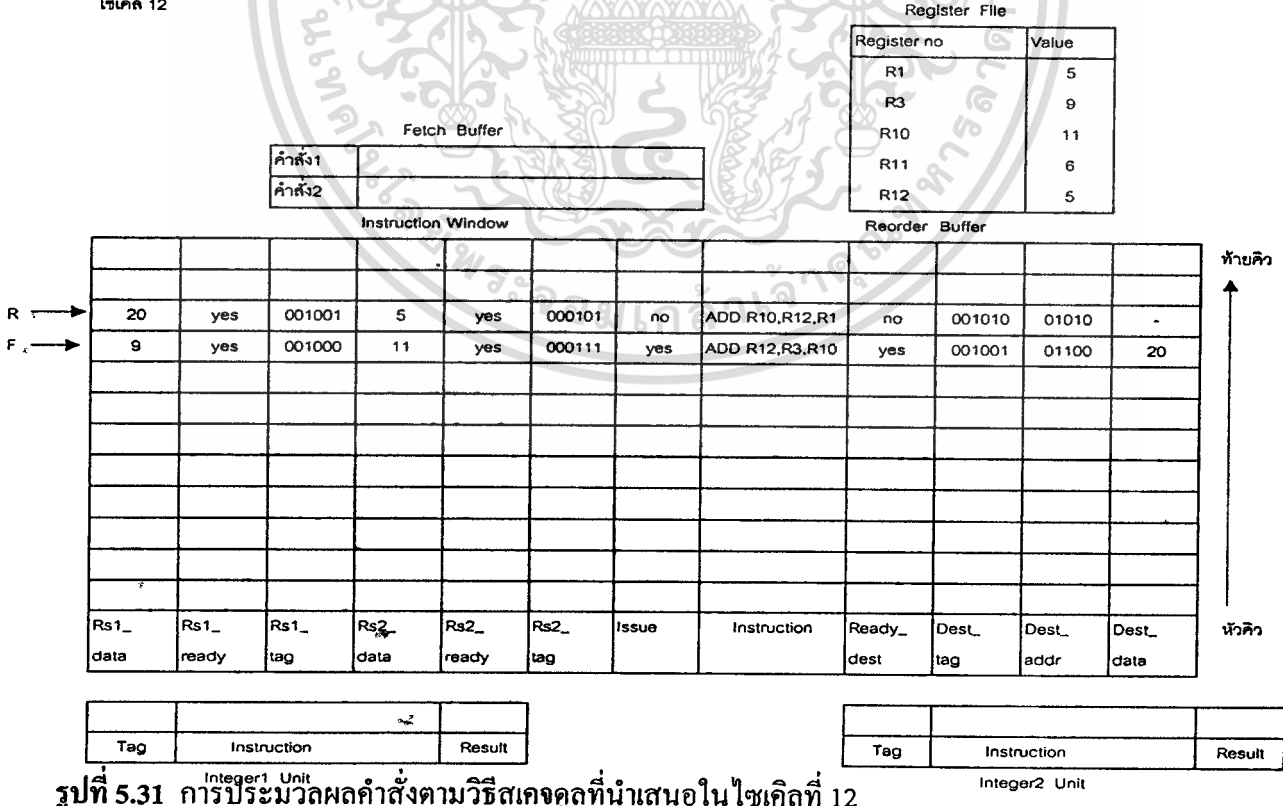 ไซเคิล 12
Register File
Register no Value
R1 5
R3 9
R10 11
R11 6
R12 5
Fetch Buffer
คำสั่ง1
คำสั่ง2
Instruction Window
Reorder Buffer
ท้ายคิว
R 20 yes 001001 5 yes 000101 no ADD R10,R12,R1 no 001010 01010 -
F 9 yes 001000 11 yes 000111 yes ADD R12,R3,R10 yes 001001 01100 20
Rs1_ data Rs1_ ready Rs1_ tag Rs2_ data Rs2_ ready Rs2_ tag Issue Instruction Ready_ dest Dest_ tag Dest_ addr Dest_ data
หัวคิว
Tag Instruction Result
Integer1 Unit
Tag Instruction Result
Integer2 Unit
รูปที่ 5.31 การประมวลผลคำสั่งตามวิธีสเคจดูลที่นำเสนอในไซเคิลที่ 12